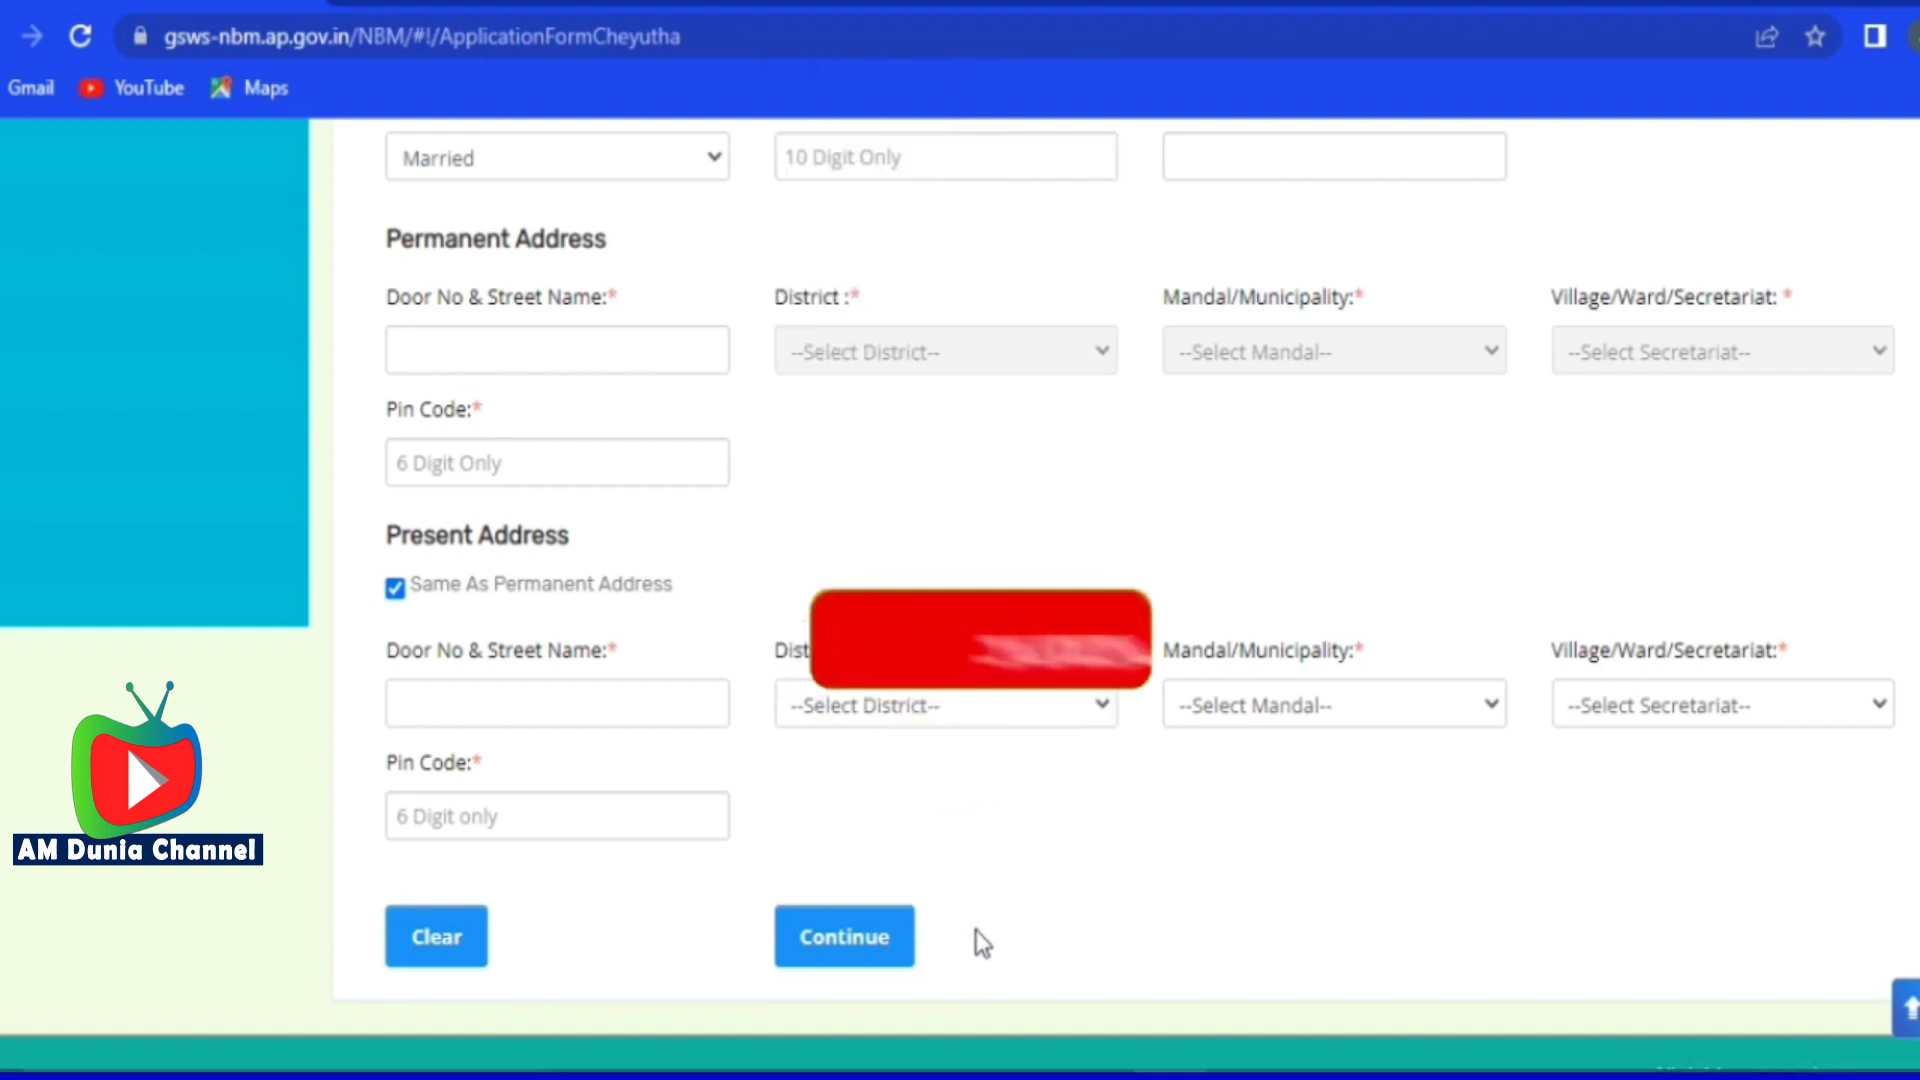 gsws-nbm.ap.gov.in/NBM/#!/ApplicationFormCheyutha
Gmail YouTube Maps
Married 10 Digit Only
Permanent Address
Door No & Street Name:* District :* Mandal/Municipality:* Village/Ward/Secretariat: *
--Select District-- --Select Mandal-- --Select Secretariat--
Pin Code:*
6 Digit Only
Present Address
Same As Permanent Address
Door No & Street Name:* Dist Mandal/Municipality:* Village/Ward/Secretariat:*
--Select District-- --Select Mandal-- --Select Secretariat--
Pin Code:*
6 Digit only
AM Dunia Channel
Clear Continue